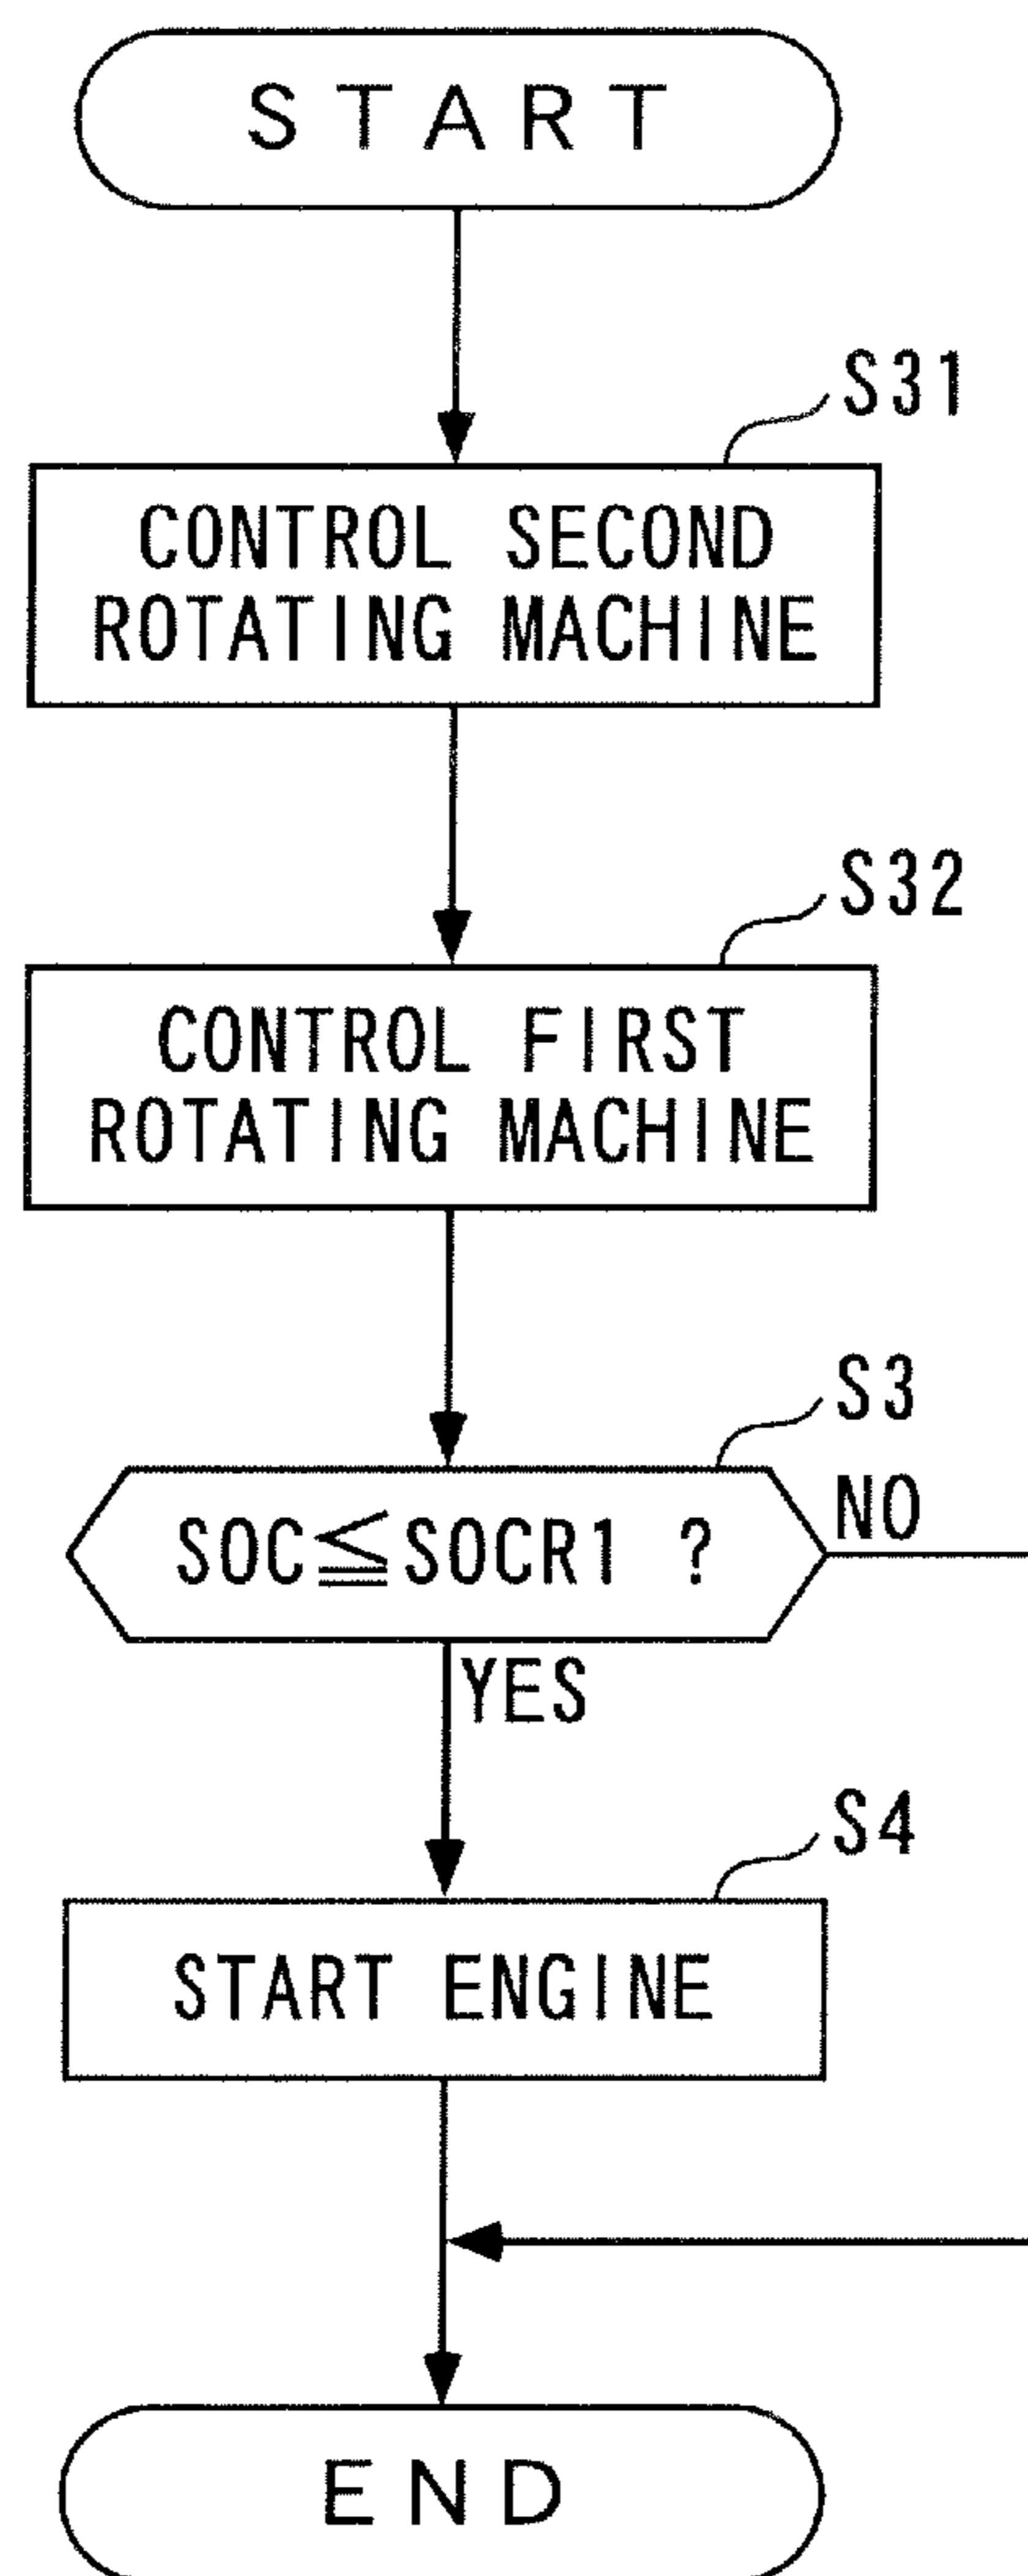 START
S31
CONTROL SECOND
ROTATING MACHINE
S32
CONTROL FIRST
ROTATING MACHINE
S3
SOC≦SOCR1 ?
NO
YES
S4
START ENGINE
END